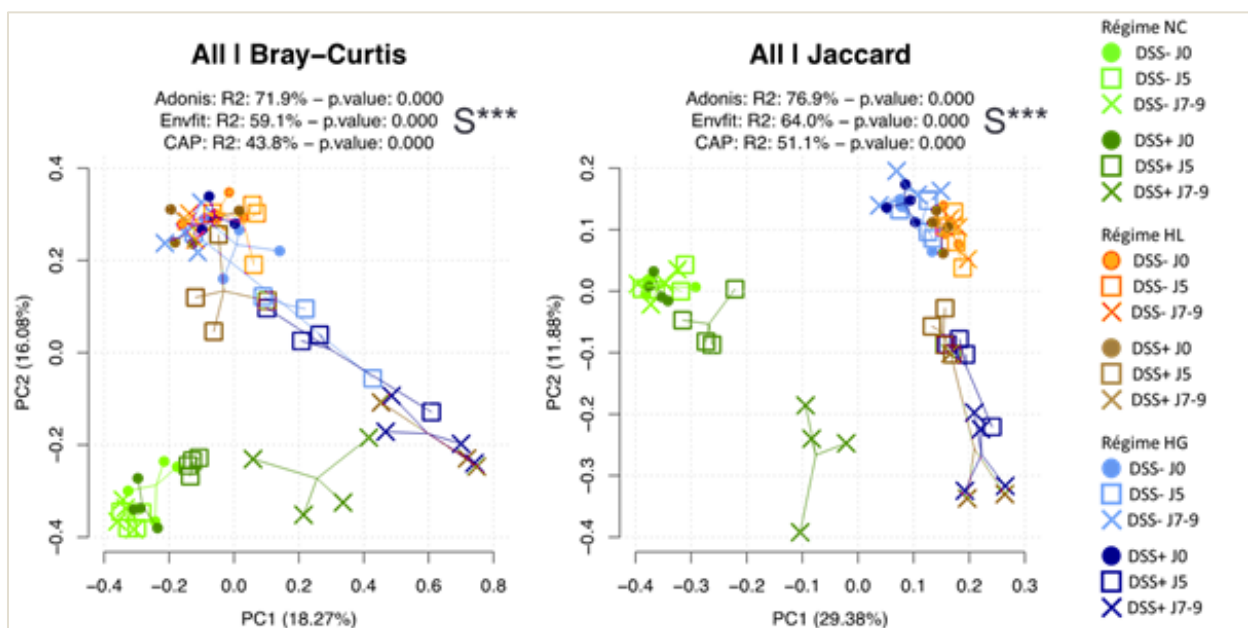 All | Bray−Curtis
Adonis: R2: 71.9% − p.value: 0.000
Envfit: R2: 59.1% − p.value: 0.000
CAP: R2: 43.8% − p.value: 0.000
S***
PC2 (16.08%)
0.4
0.2
0.0
−0.2
−0.4
−0.4 −0.2 0.0 0.2 0.4 0.6 0.8
PC1 (18.27%)
All | Jaccard
Adonis: R2: 76.9% − p.value: 0.000
Envfit: R2: 64.0% − p.value: 0.000
CAP: R2: 51.1% − p.value: 0.000
S***
PC2 (11.88%)
0.2
0.1
0.0
−0.1
−0.2
−0.3
−0.4
−0.4 −0.3 −0.2 −0.1 0.0 0.1 0.2 0.3
PC1 (29.38%)
Régime NC
DSS- J0
DSS- J5
DSS- J7-9
DSS+ J0
DSS+ J5
DSS+ J7-9
Régime HL
DSS- J0
DSS- J5
DSS- J7-9
DSS+ J0
DSS+ J5
DSS+ J7-9
Régime HG
DSS- J0
DSS- J5
DSS- J7-9
DSS+ J0
DSS+ J5
DSS+ J7-9